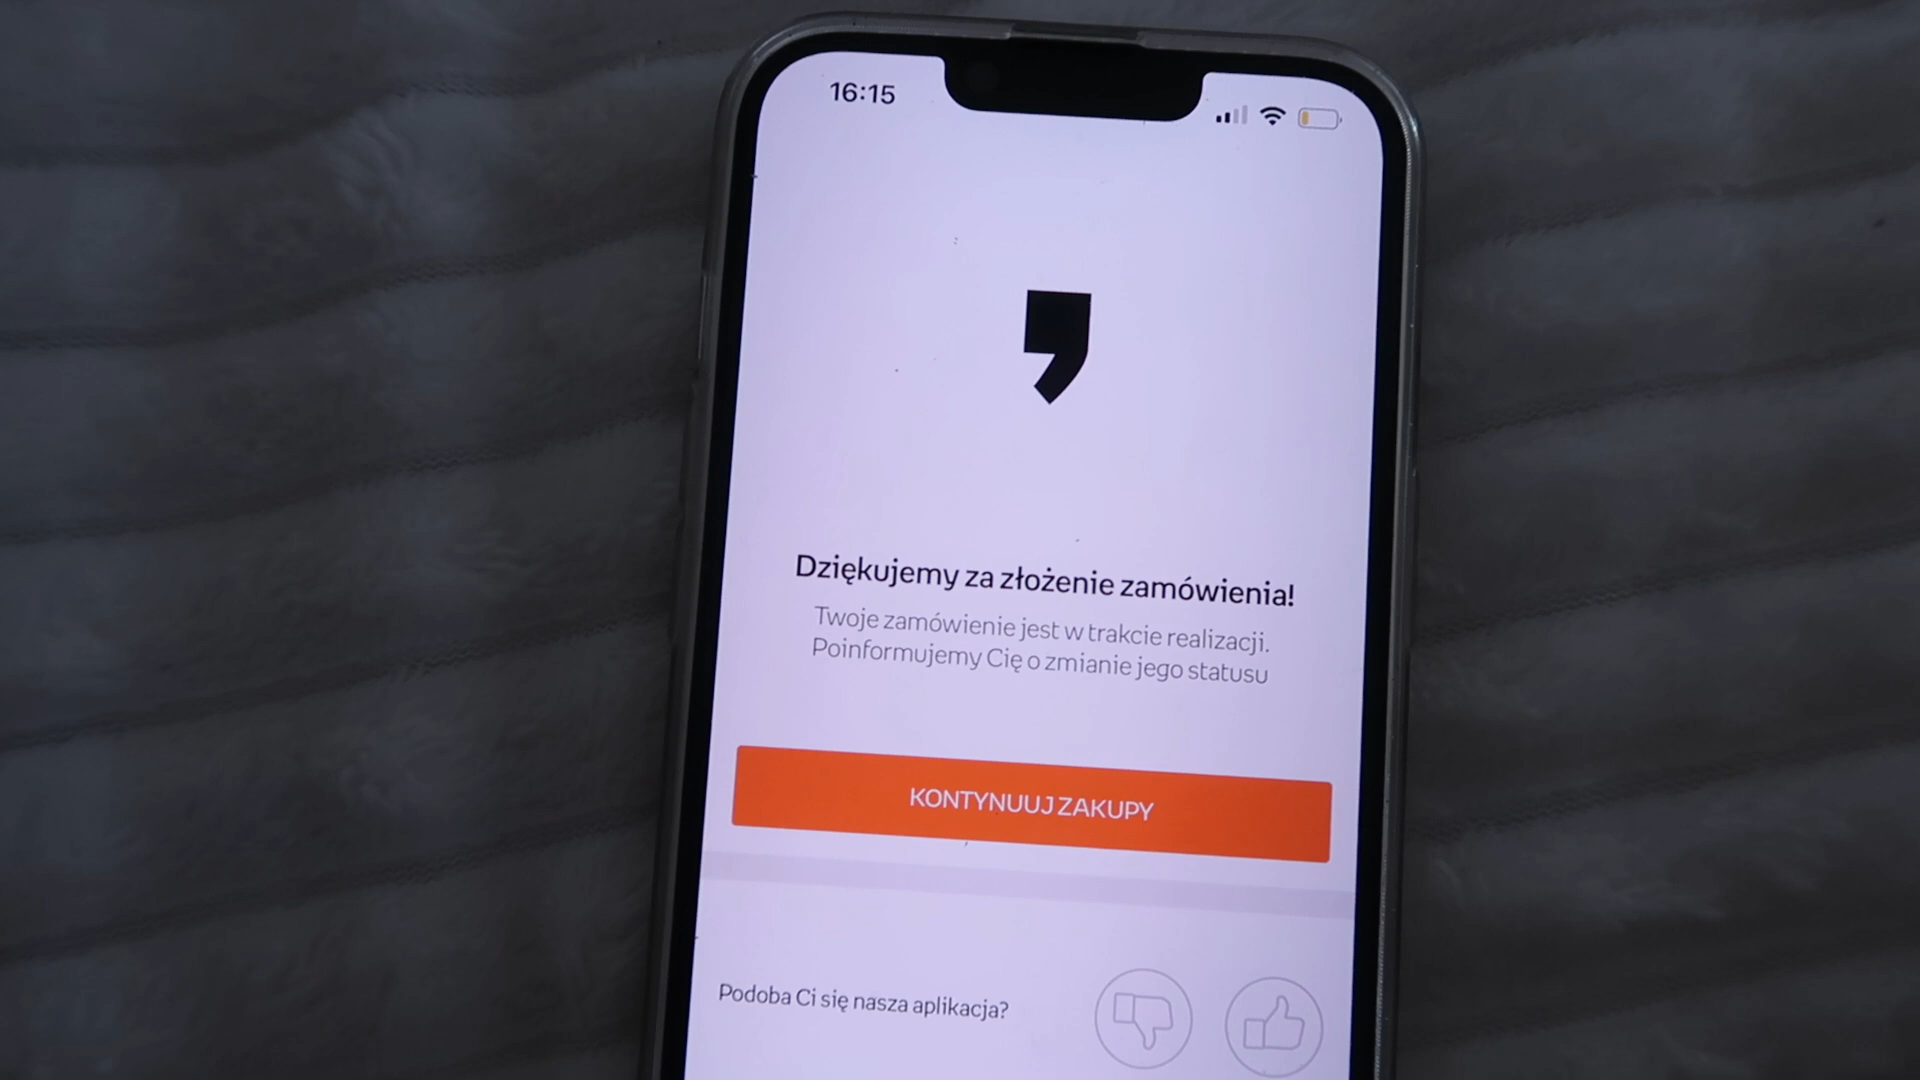 16:15
Dziękujemy za złożenie zamówienia!
Twoje zamówienie jest w trakcie realizacji.
Poinformujemy Cię o zmianie jego statusu
KONTYNUUJ ZAKUPY
Podoba Ci się nasza aplikacja?